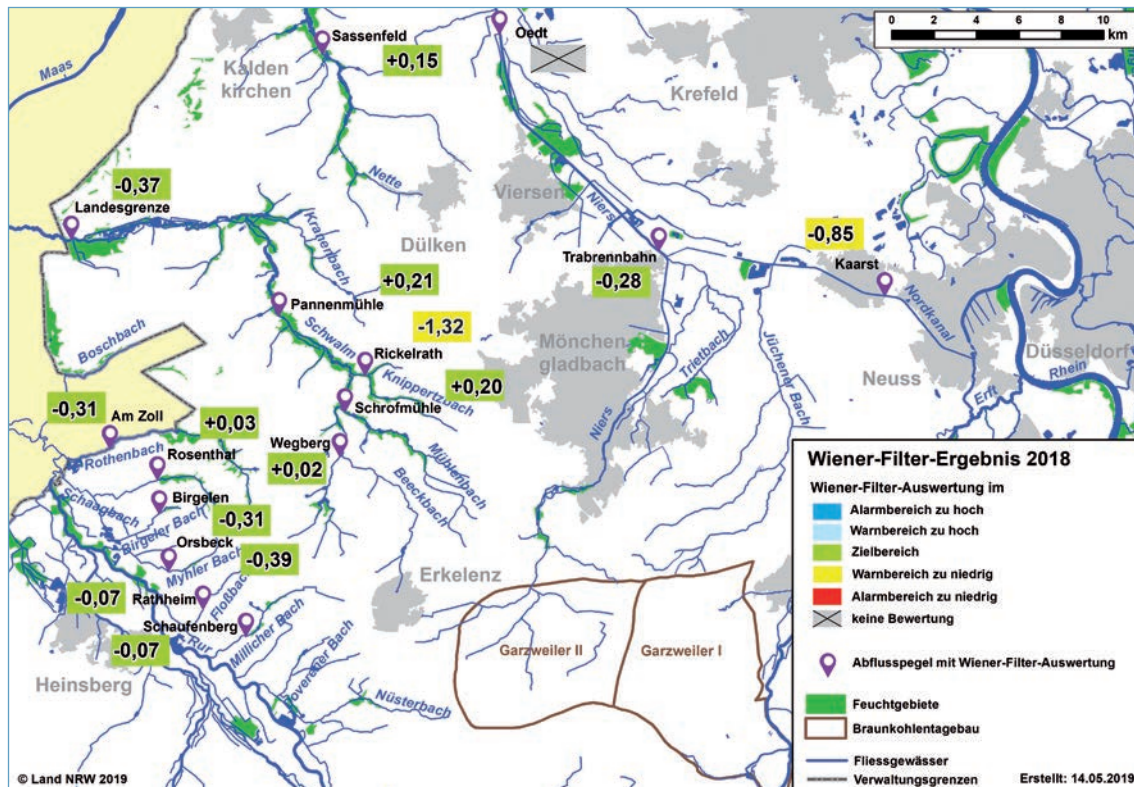 0 2 4 6 8 10
km
Maas
Sassenfeld
+0,15
Oedt
Kalden
kirchen
Krefeld
-0,37
Landesgrenze
Nette
Viersen
Niers
Kranenbach
Dülken
-0,85
Kaarst
Trabrennbahn
-0,28
+0,21
Pannenmühle
Nordkanal
Boschbach
Schwalm
-1,32
Rickelrath
Mönchen-
gladbach
Trietbach
Jüchener Bach
Düsseldorf
Rhein
Neuss
Erft
Knippertzbach
+0,20
Schrofmühle
-0,31
Am Zoll
+0,03
Rothenbach
Rosenthal
Wegberg
+0,02
Niers
Mühlenbach
Beeckbach
Schaagbach
Birgelen
Birgeler Bach
-0,31
Orsbeck
Myhler Bach
-0,39
Erkelenz
-0,07
Rathheim
Floßbach
Schaufenberg
Millicher Bach
-0,07
Rur
Heinsberg
Nüsterbach
Garzweiler II
Garzweiler I
Wiener-Filter-Ergebnis 2018
Wiener-Filter-Auswertung im
Alarmbereich zu hoch
Warnbereich zu hoch
Zielbereich
Warnbereich zu niedrig
Alarmbereich zu niedrig
keine Bewertung
Abflusspegel mit Wiener-Filter-Auswertung
Feuchtgebiete
Braunkohlentagebau
Fliessgewässer
Verwaltungsgrenzen
Erstellt: 14.05.2019
© Land NRW 2019